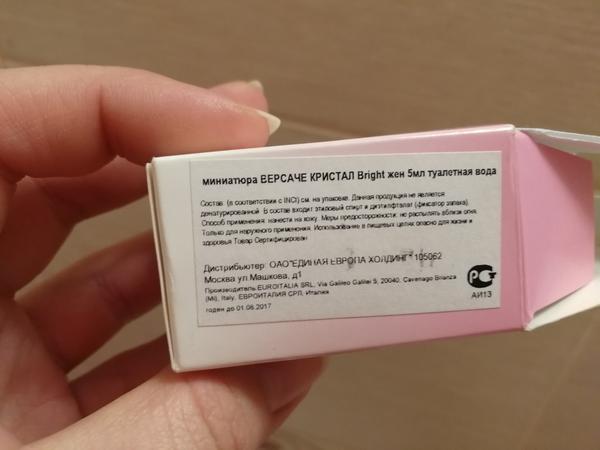 миниатюра ВЕРСАЧЕ КРИСТАЛ Bright жен 5мл туалетная вода
Состав (в соответствии с INCI) см. на упаковке. Данная продукция не является
денатурированной В состав входит этиловый спирт и диэтилфталат (фиксатор запаха).
Способ применения: нанести на кожу. Меры предосторожности: не распылять вблизи огня.
Только для наружного применения. Использование в пищевых целях опасно для жизни и
здоровья Товар Сертифицирован
Дистрибьютер: ОАО"ЕДИНАЯ ЕВРОПА ХОЛДИНГ" 105062
Москва ул.Машкова, д1
Производитель EUROITALIA SRL, Via Galileo Galilei 5, 20040, Cavenago Brianza
(Mi), Italy, ЕВРОИТАЛИЯ СРЛ, Италия
годен до 01.08.2017
РСТ
АИ13